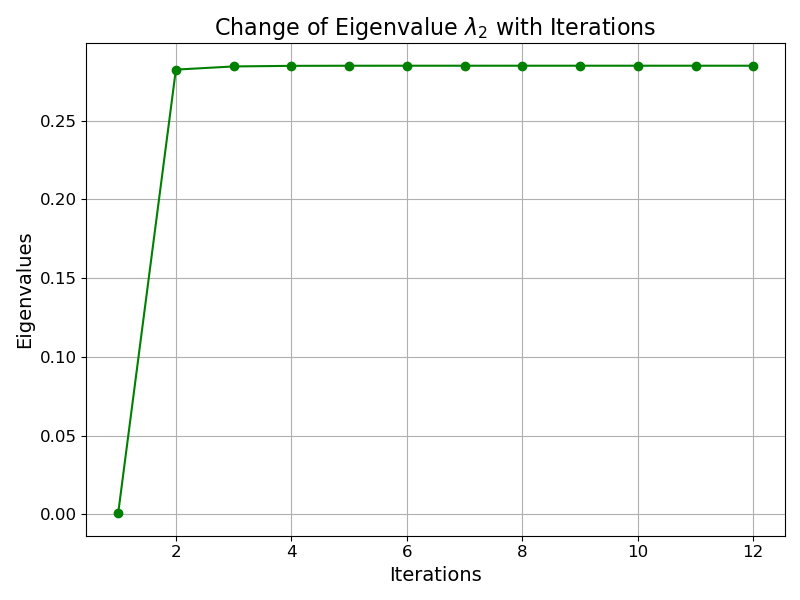 Change of Eigenvalue λ₂ with Iterations
0.25
0.20
0.15
0.10
0.05
0.00
Eigenvalues
2 4 6 8 10 12
Iterations